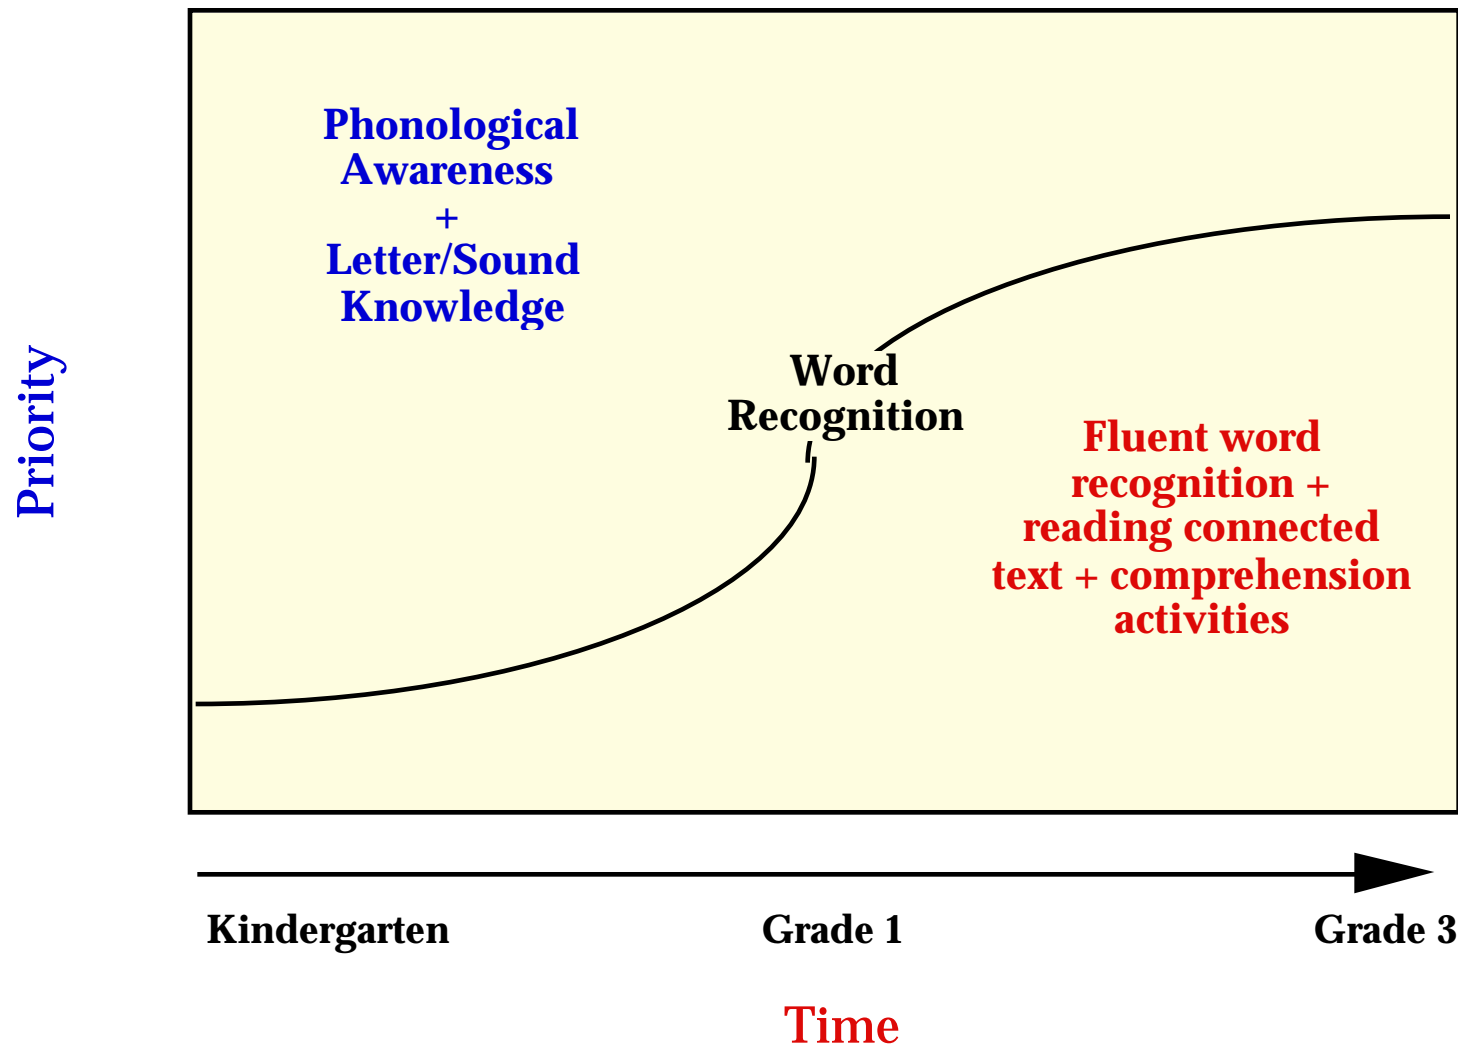 Phonological
Awareness
+
Letter/Sound
Knowledge
Priority
Word
Recognition
Fluent word
recognition +
reading connected
text + comprehension
activities
Kindergarten
Grade 1
Grade 3
Time